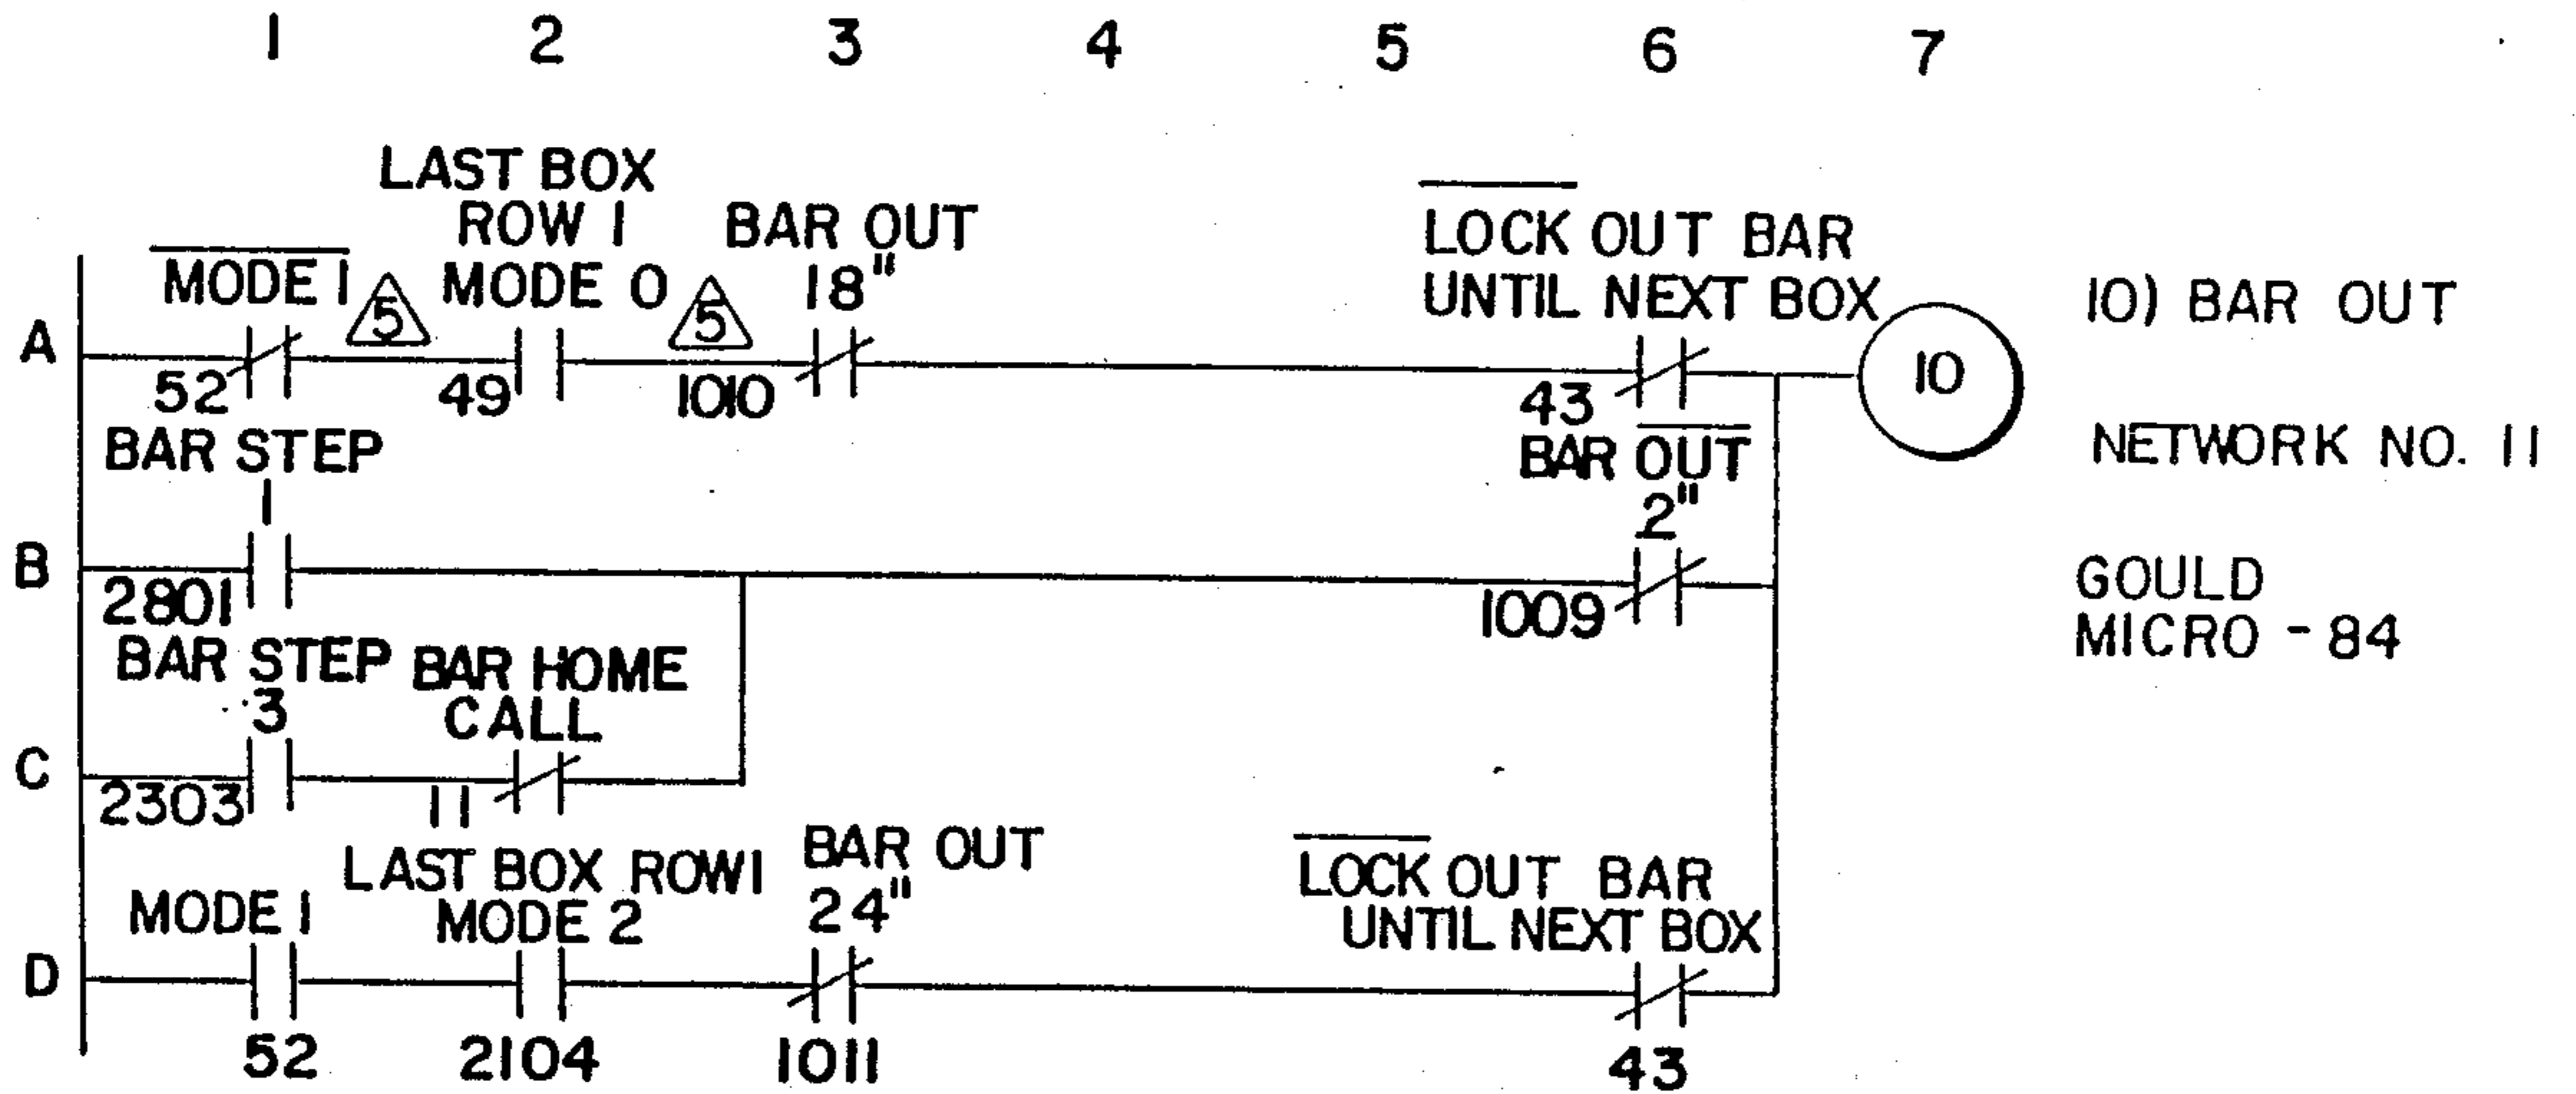 1 2 3 4 5 6 7
LAST BOX
ROW 1
MODE 0
MODE 1
5
5
BAR OUT
18"
LOCK OUT BAR
UNTIL NEXT BOX
A
52
49
1010
43
10
10) BAR OUT
NETWORK NO. 11
GOULD
MICRO - 84
BAR STEP
1
BAR OUT
2"
B
2801
1009
BAR STEP
3
BAR HOME
CALL
C
2303
11
MODE 1
LAST BOX ROW1
MODE 2
BAR OUT
24"
LOCK OUT BAR
UNTIL NEXT BOX
D
52
2104
1011
43